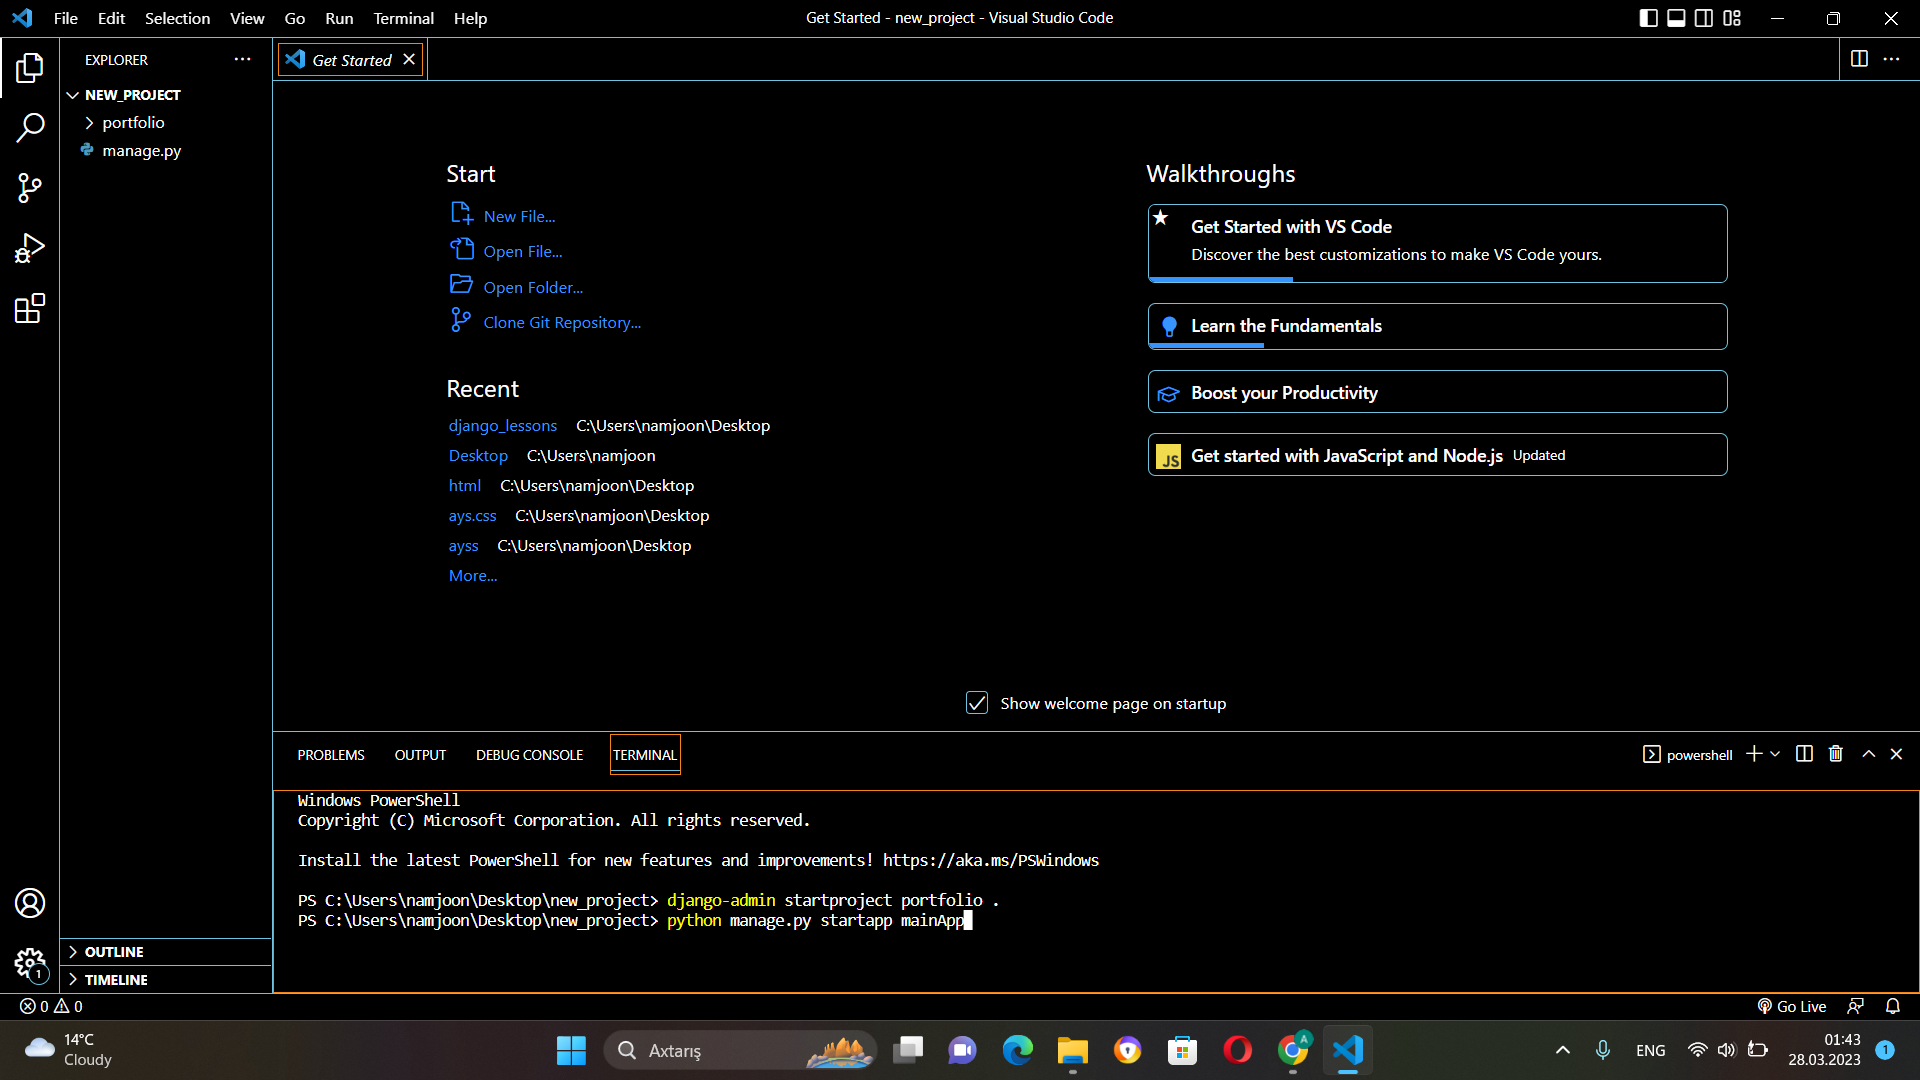 File Edit Selection View Go Run Terminal Help
Get Started - new_project - Visual Studio Code
EXPLORER
NEW_PROJECT
portfolio
manage.py
OUTLINE
TIMELINE
Get Started
Start
New File...
Open File...
Open Folder...
Clone Git Repository...
Recent
django_lessons C:\Users\namjoon\Desktop
Desktop C:\Users\namjoon
html C:\Users\namjoon\Desktop
ays.css C:\Users\namjoon\Desktop
ayss C:\Users\namjoon\Desktop
More...
Walkthroughs
Get Started with VS Code
Discover the best customizations to make VS Code yours.
Learn the Fundamentals
Boost your Productivity
JS Get started with JavaScript and Node.js Updated
Show welcome page on startup
PROBLEMS OUTPUT DEBUG CONSOLE TERMINAL
powershell
Windows PowerShell
Copyright (C) Microsoft Corporation. All rights reserved.
Install the latest PowerShell for new features and improvements! https://aka.ms/PSWindows
PS C:\Users\namjoon\Desktop\new_project> django-admin startproject portfolio .
PS C:\Users\namjoon\Desktop\new_project> python manage.py startapp mainApp
1
0 0
Go Live
14°C
Cloudy
Axtarış
A
ENG
01:43
28.03.2023
1